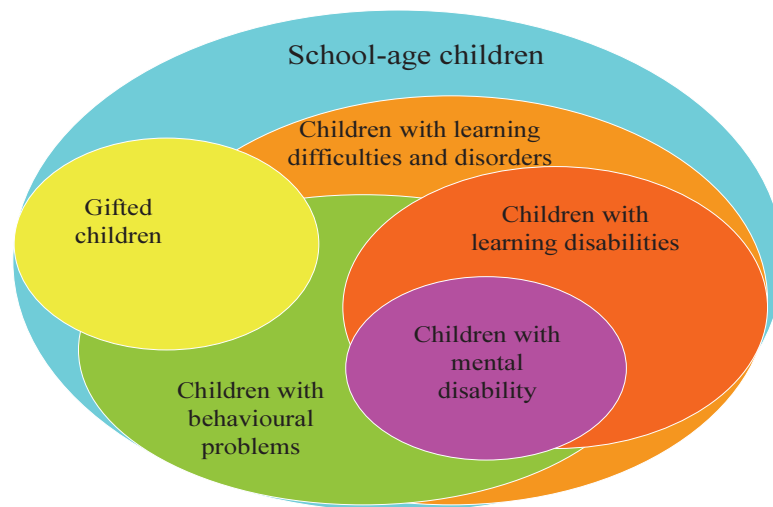 School-age children
Children with learning
difficulties and disorders
Gifted
children
Children with
learning disabilities
Children with
mental
disability
Children with
behavioural
problems